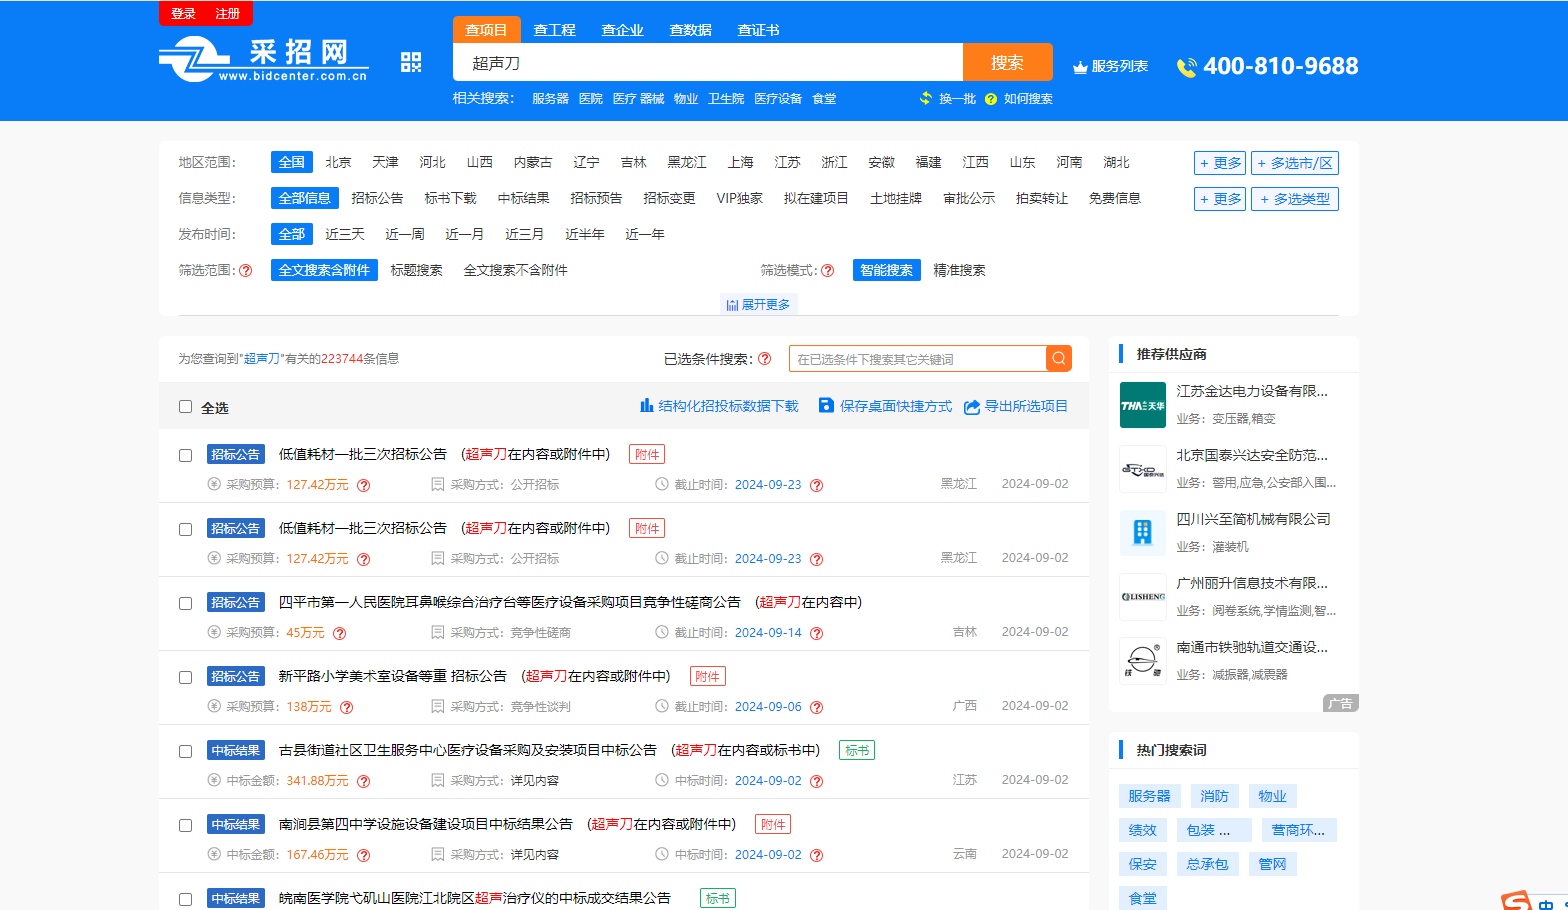 登录 注册
采招网
www.bidcenter.com.cn
查项目 查工程 查企业 查数据 查证书
超声刀 搜索
服务列表 400-810-9688
相关搜索： 服务器 医院 医疗 器械 物业 卫生院 医疗设备 食堂 换一批 如何搜索
地区范围： 全国 北京 天津 河北 山西 内蒙古 辽宁 吉林 黑龙江 上海 江苏 浙江 安徽 福建 江西 山东 河南 湖北 + 更多 + 多选市/区
信息类型： 全部信息 招标公告 标书下载 中标结果 招标预告 招标变更 VIP独家 拟在建项目 土地挂牌 审批公示 拍卖转让 免费信息 + 更多 + 多选类型
发布时间： 全部 近三天 近一周 近一月 近三月 近半年 近一年
筛选范围: 全文搜索含附件 标题搜索 全文搜索不含附件 筛选模式: 智能搜索 精准搜索
展开更多
为您查询到"超声刀"有关的223744条信息 已选条件搜索： 在已选条件下搜索其它关键词
全选 结构化招投标数据下载 保存桌面快捷方式 导出所选项目
招标公告 低值耗材一批三次招标公告 (超声刀在内容或附件中) 附件
采购预算： 127.42万元 采购方式： 公开招标 截止时间： 2024-09-23 黑龙江 2024-09-02
招标公告 低值耗材一批三次招标公告 (超声刀在内容或附件中) 附件
采购预算： 127.42万元 采购方式： 公开招标 截止时间： 2024-09-23 黑龙江 2024-09-02
招标公告 四平市第一人民医院耳鼻喉综合治疗台等医疗设备采购项目竞争性磋商公告 (超声刀在内容中)
采购预算： 45万元 采购方式： 竞争性磋商 截止时间： 2024-09-14 吉林 2024-09-02
招标公告 新平路小学美术室设备等重 招标公告 (超声刀在内容或附件中) 附件
采购预算： 138万元 采购方式： 竞争性谈判 截止时间： 2024-09-06 广西 2024-09-02
中标结果 古县街道社区卫生服务中心医疗设备采购及安装项目中标公告 (超声刀在内容或标书中) 标书
中标金额： 341.88万元 采购方式： 详见内容 中标时间： 2024-09-02 江苏 2024-09-02
中标结果 南涧县第四中学设施设备建设项目中标结果公告 (超声刀在内容或附件中) 附件
中标金额： 167.46万元 采购方式： 详见内容 中标时间： 2024-09-02 云南 2024-09-02
中标结果 皖南医学院弋矶山医院江北院区超声治疗仪的中标成交结果公告 标书
推荐供应商
THA 天华
江苏金达电力设备有限...
业务： 变压器,箱变
北京国泰兴达安全防范...
业务： 警用,应急,公安部入围...
四川兴至简机械有限公司
业务： 灌装机
LISHENG
广州丽升信息技术有限...
业务： 阅卷系统,学情监测,智...
铁 驰
南通市铁驰轨道交通设...
业务： 减振器,减震器
广告
热门搜索词
服务器 消防 物业
绩效 包装 ... 营商环...
保安 总承包 管网
食堂
中